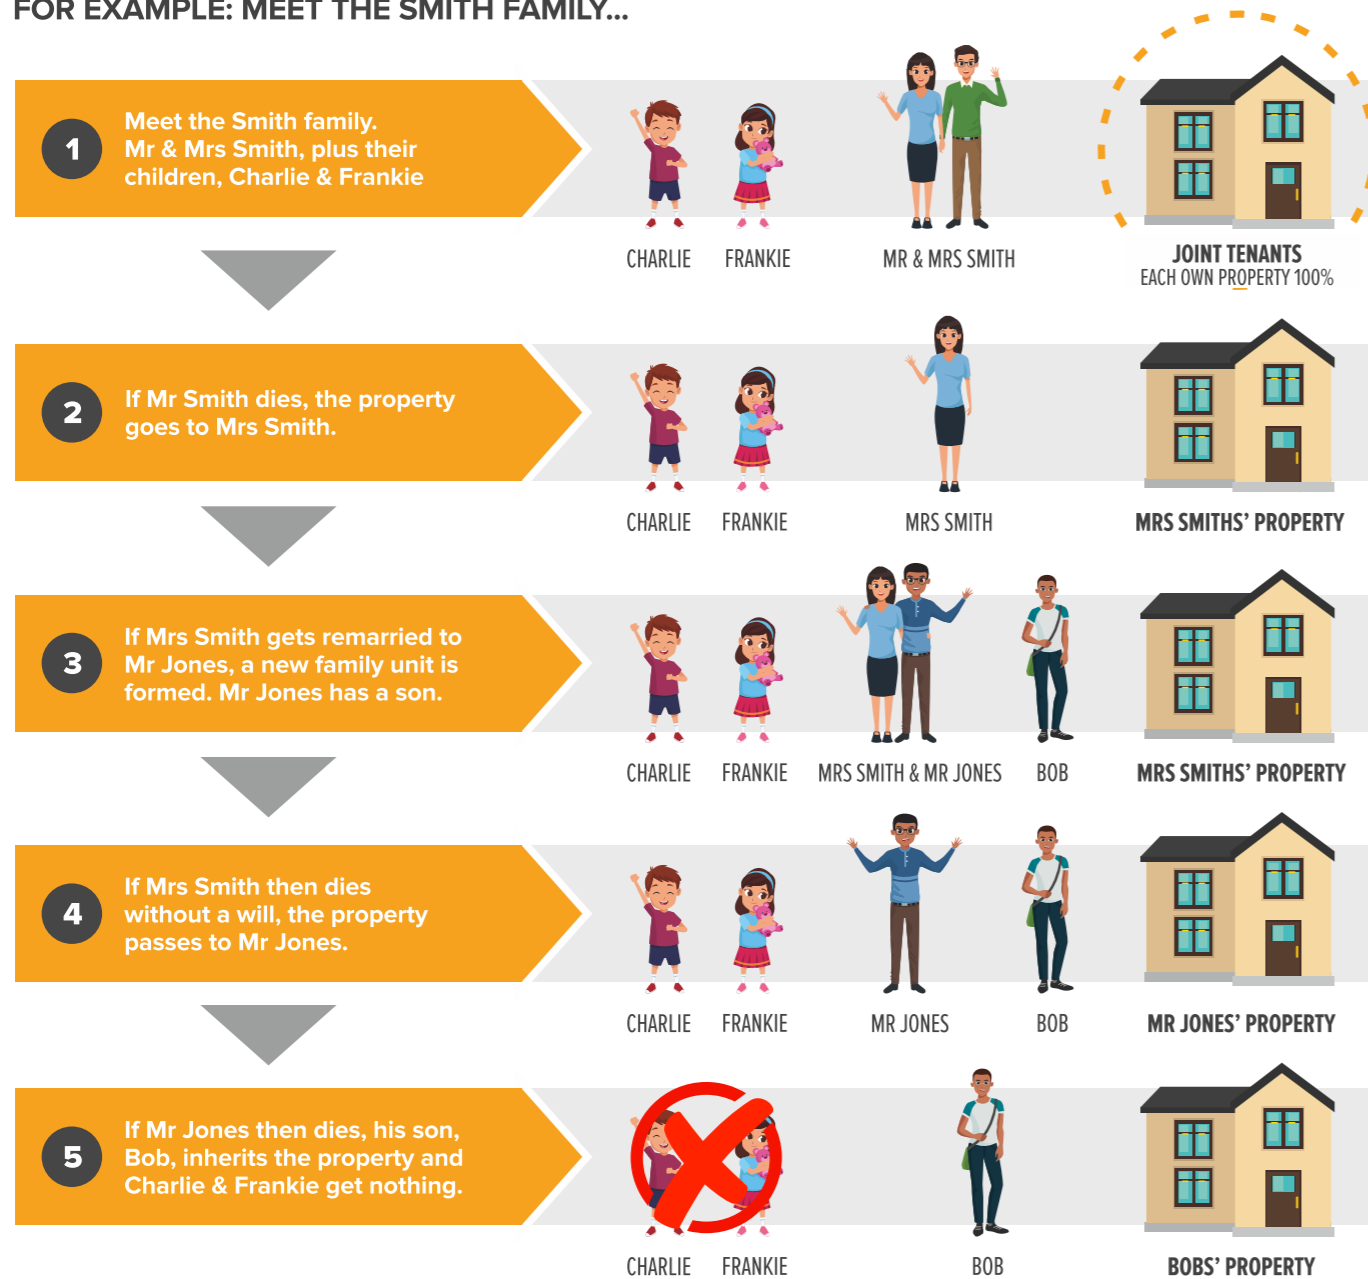 FOR EXAMPLE: MEET THE SMITH FAMILY...
1
Meet the Smith family.
Mr & Mrs Smith, plus their
children, Charlie & Frankie
CHARLIE
FRANKIE
MR & MRS SMITH
JOINT TENANTS
EACH OWN PROPERTY 100%
2
If Mr Smith dies, the property
goes to Mrs Smith.
CHARLIE
FRANKIE
MRS SMITH
MRS SMITHS’ PROPERTY
3
If Mrs Smith gets remarried to
Mr Jones, a new family unit is
formed. Mr Jones has a son.
CHARLIE
FRANKIE
MRS SMITH & MR JONES
BOB
MRS SMITHS’ PROPERTY
4
If Mrs Smith then dies
without a will, the property
passes to Mr Jones.
CHARLIE
FRANKIE
MR JONES
BOB
MR JONES’ PROPERTY
5
If Mr Jones then dies, his son,
Bob, inherits the property and
Charlie & Frankie get nothing.
CHARLIE
FRANKIE
BOB
BOBS’ PROPERTY